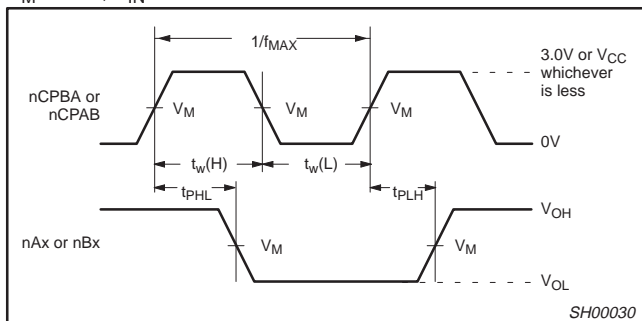 M IN
1/fMAX
3.0V or VCC
whichever
is less
nCPBA or
nCPAB
VM
VM
VM
0V
tw(H)
tw(L)
tPHL
tPLH
VOH
nAx or nBx
VM
VM
VOL
SH00030